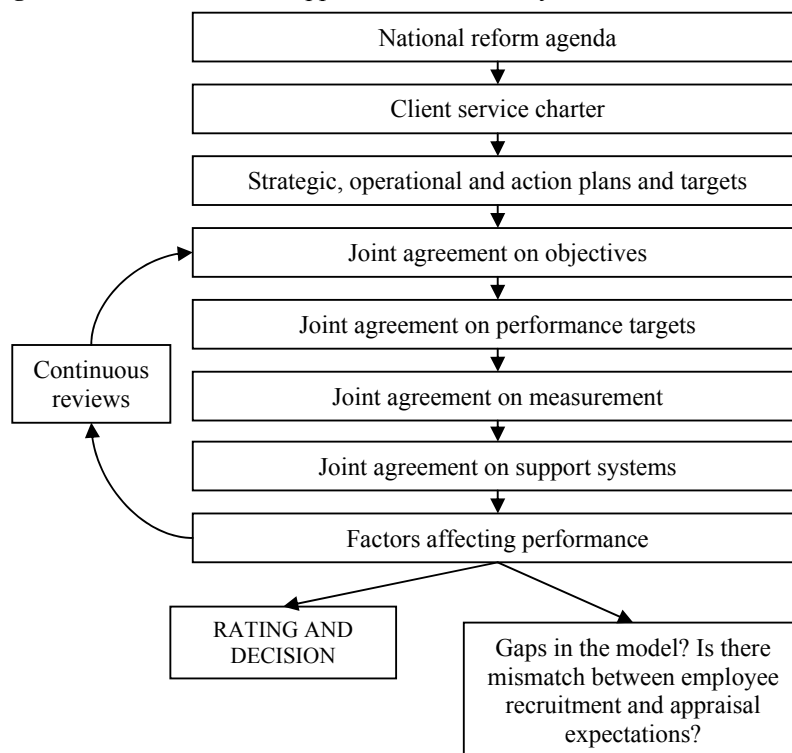 National reform agenda
Client service charter
Strategic, operational and action plans and targets
Joint agreement on objectives
Joint agreement on performance targets
Continuous
reviews
Joint agreement on measurement
Joint agreement on support systems
Factors affecting performance
RATING AND
DECISION
Gaps in the model? Is there
mismatch between employee
recruitment and appraisal
expectations?